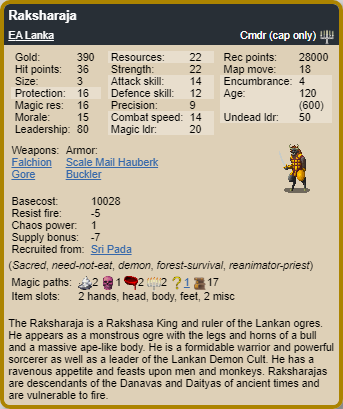 Raksharaja
EA Lanka Cmdr (cap only)
Gold: 390 Resources: 22 Rec points: 28000
Hit points: 36 Strength: 22 Map move: 18
Size: 3 Attack skill: 14 Encumbrance: 4
Protection: 16 Defence skill: 12 Age: 120
Magic res: 16 Precision: 9 (600)
Morale: 15 Combat speed: 14 Undead ldr: 50
Leadership: 80 Magic ldr: 20
Weapons: Armor:
Falchion Scale Mail Hauberk
Gore Buckler
Basecost: 10028
Resist fire: -5
Chaos power: 1
Supply bonus: -7
Recruited from: Sri Pada
(Sacred, need-not-eat, demon, forest-survival, reanimator-priest)
Magic paths: 2 1 2 2 ?1 17
Item slots: 2 hands, head, body, feet, 2 misc
The Raksharaja is a Rakshasa King and ruler of the Lankan ogres.
He appears as a monstrous ogre with the legs and horns of a bull
and a massive ape-like body. He is a formidable warrior and powerful
sorcerer as well as a leader of the Lankan Demon Cult. He has a
ravenous appetite and feasts upon men and monkeys. Raksharajas
are descendants of the Danavas and Daityas of ancient times and
are vulnerable to fire.